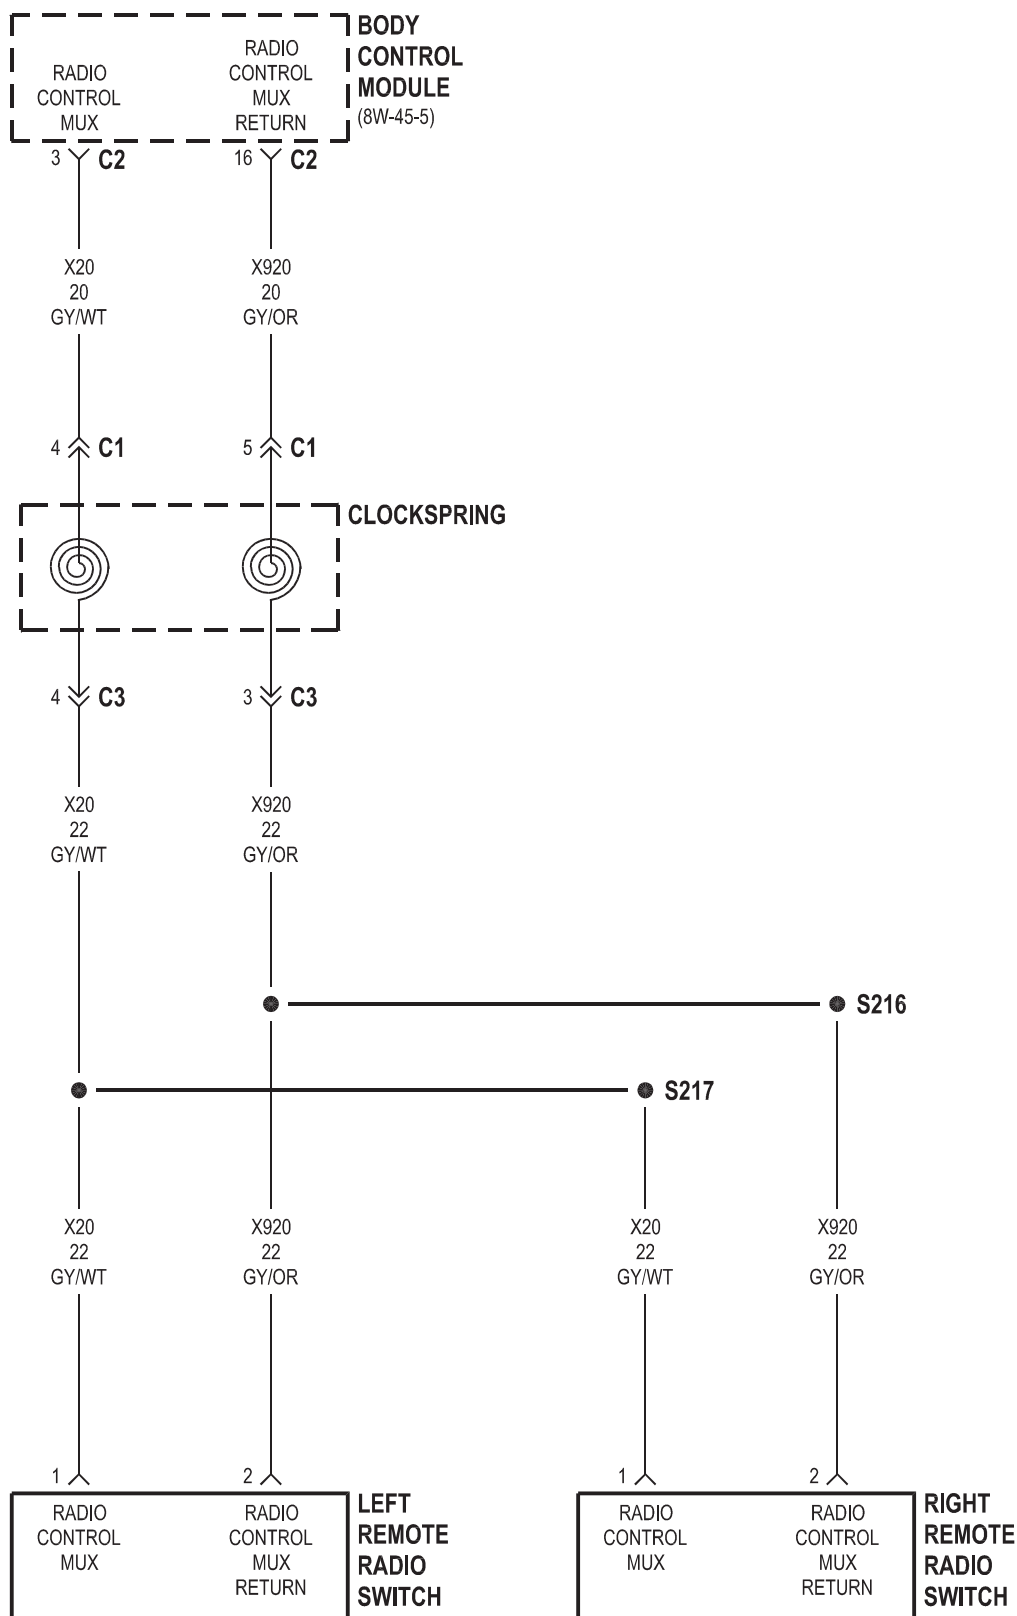 BODY
CONTROL
MODULE
(8W-45-5)
RADIO
CONTROL
MUX
RADIO
CONTROL
MUX
RETURN
3 C2
16 C2
X20
20
GY/WT
X920
20
GY/OR
4 C1
5 C1
CLOCKSPRING
4 C3
3 C3
X20
22
GY/WT
X920
22
GY/OR
S216
S217
X20
22
GY/WT
X920
22
GY/OR
X20
22
GY/WT
X920
22
GY/OR
1
2
1
2
RADIO
CONTROL
MUX
RADIO
CONTROL
MUX
RETURN
LEFT
REMOTE
RADIO
SWITCH
RADIO
CONTROL
MUX
RADIO
CONTROL
MUX
RETURN
RIGHT
REMOTE
RADIO
SWITCH